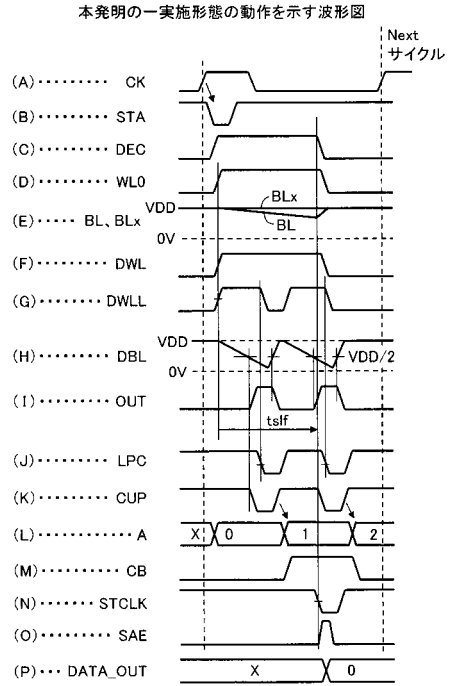 本発明の一実施形態の動作を示す波形図
Next
サイクル
(A)・・・・・・・・・ CK
(B)・・・・・・・・・ STA
(C)・・・・・・・・・ DEC
(D)・・・・・・・・・ WL0
(E)・・・・・ BL、BLx
VDD
BLx
BL
0V
(F)・・・・・・・・・ DWL
(G)・・・・・・・・ DWLL
(H)・・・・・・・・・ DBL
VDD
VDD/2
0V
(I)・・・・・・・・・ OUT
tslf
(J)・・・・・・・・・ LPC
(K)・・・・・・・・・ CUP
(L)・・・・・・・・・・ A
X 0 1 2
(M)・・・・・・・・・ CB
(N)・・・・・・・ STCLK
(O)・・・・・・・・・ SAE
(P)・・・ DATA_OUT
X 0